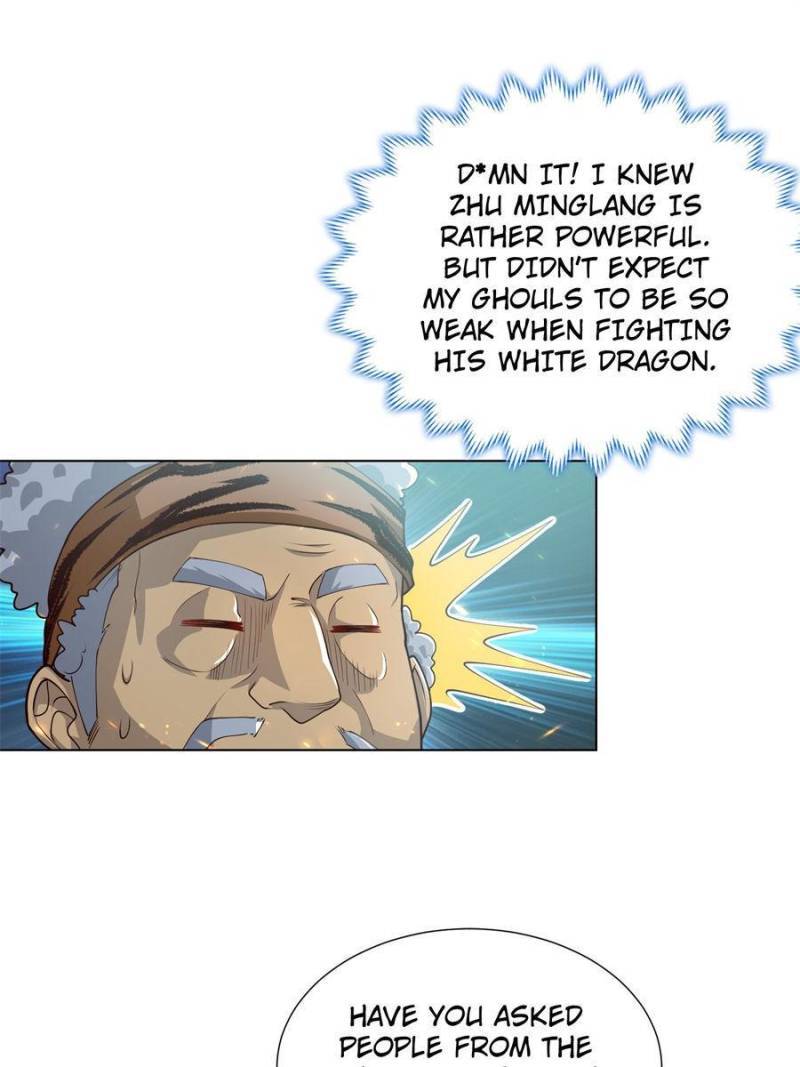 D*MN IT! I KNEW
ZHU MINGLANG IS
RATHER POWERFUL.
BUT DIDN'T EXPECT
MY GHOULS TO BE SO
WEAK WHEN FIGHTING
HIS WHITE DRAGON.
HAVE YOU ASKED
PEOPLE FROM THE